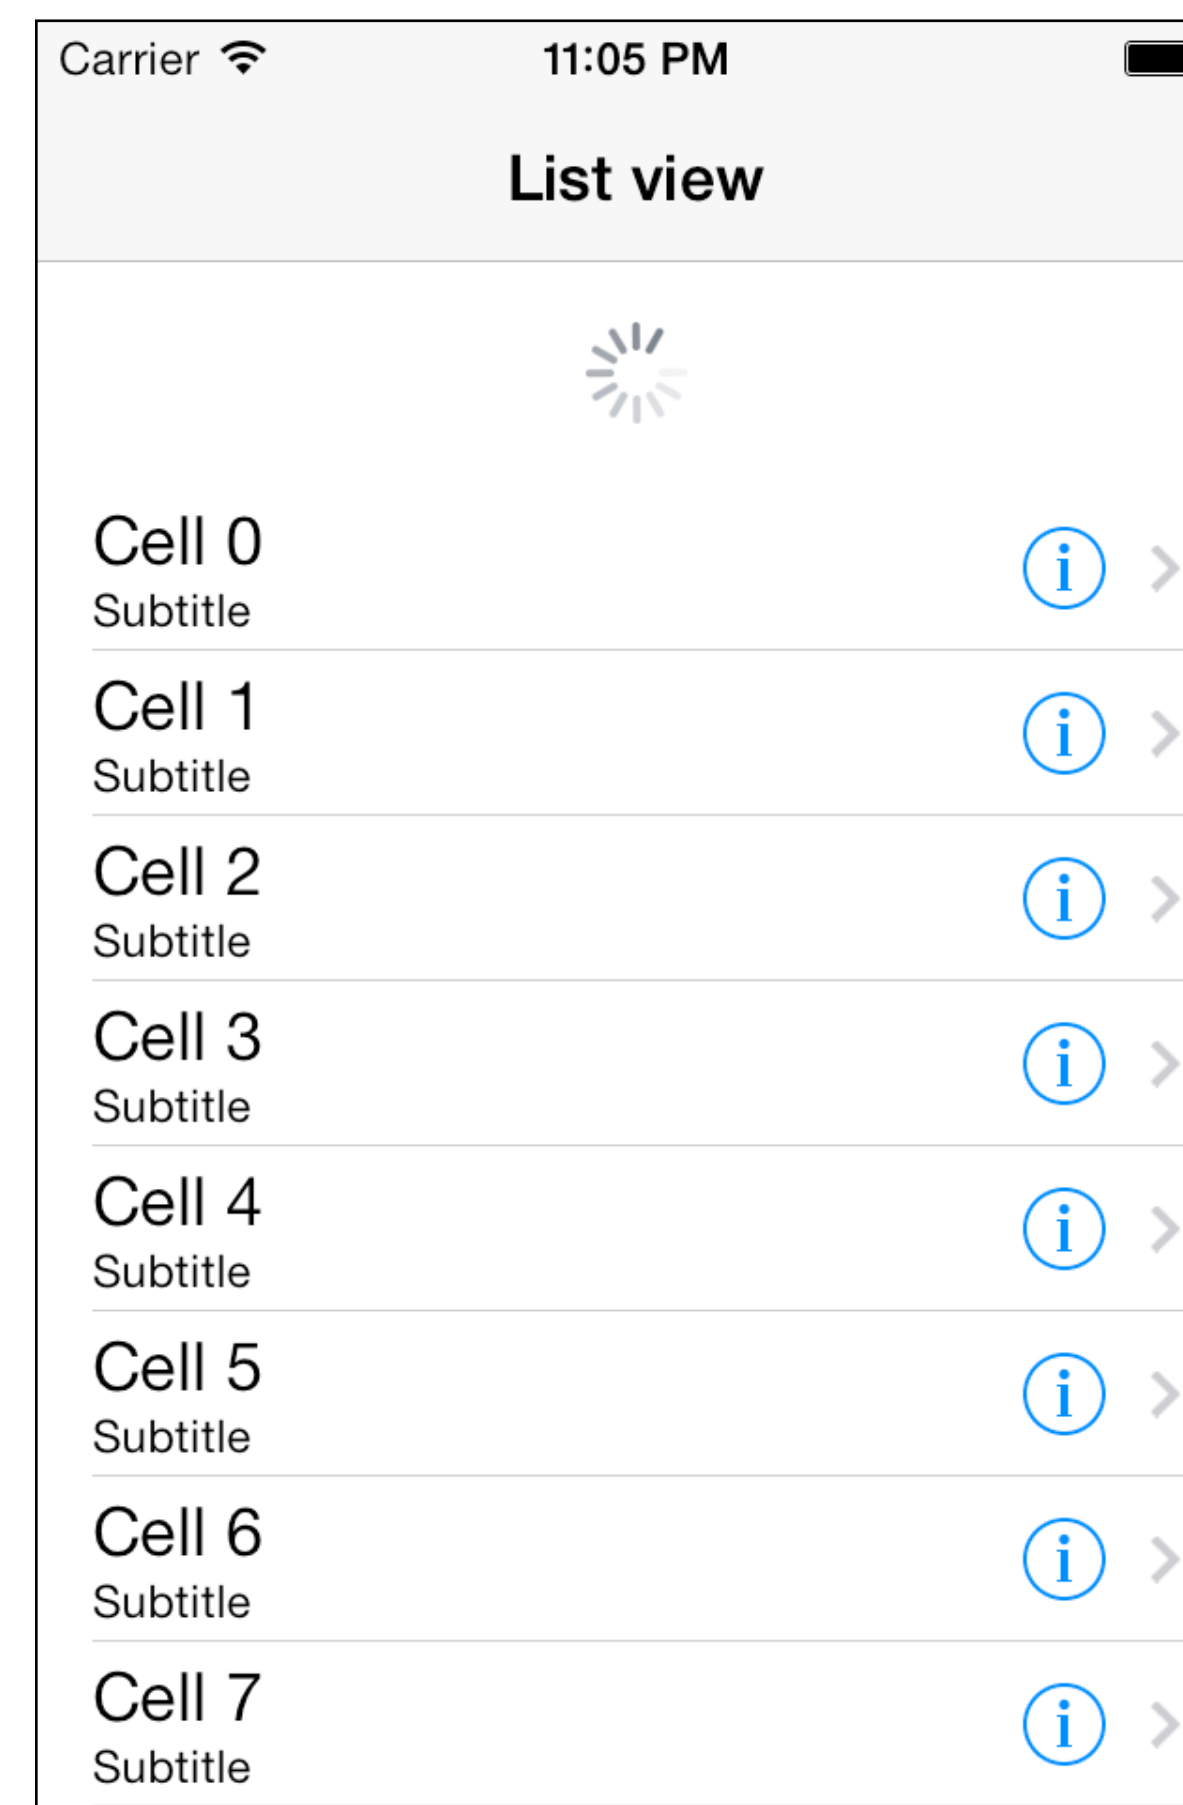 Carrier 11:05 PM
List view
Cell 0
Subtitle
Cell 1
Subtitle
Cell 2
Subtitle
Cell 3
Subtitle
Cell 4
Subtitle
Cell 5
Subtitle
Cell 6
Subtitle
Cell 7
Subtitle